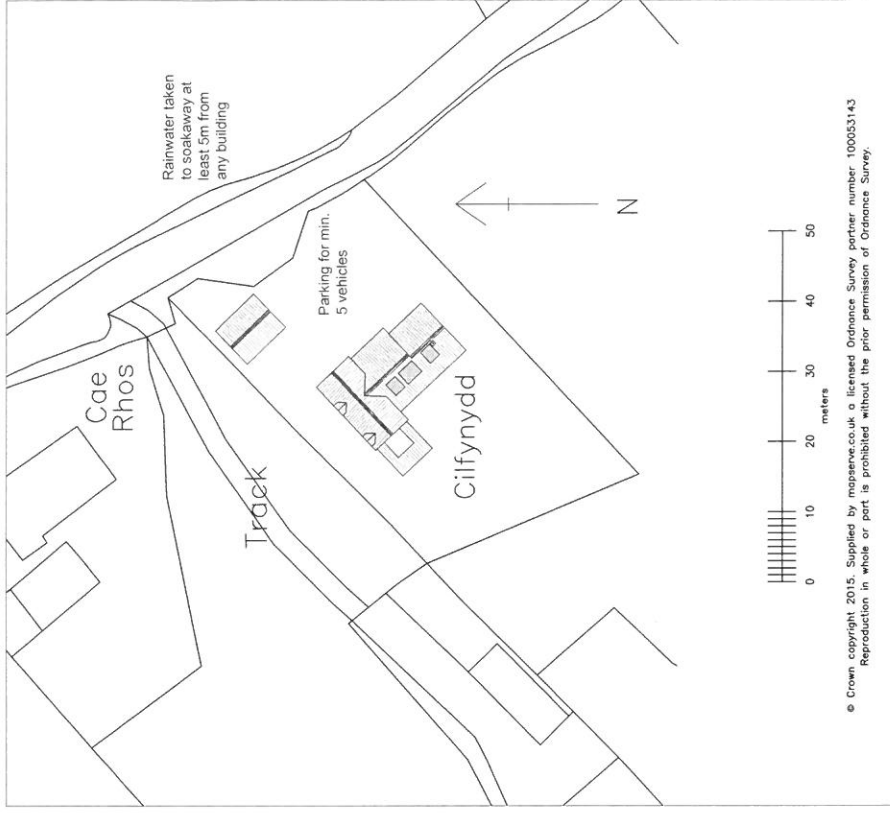 Rainwater taken
to soakaway at
least 5m from
any building
Cae
Rhos
Parking for min.
5 vehicles
Track
Cilfynydd
N
0 10 20 30 40 50
meters
© Crown copyright 2015. Supplied by mapserve.co.uk a licensed Ordnance Survey partner number 100053143
Reproduction in whole or part is prohibited without the prior permission of Ordnance Survey.